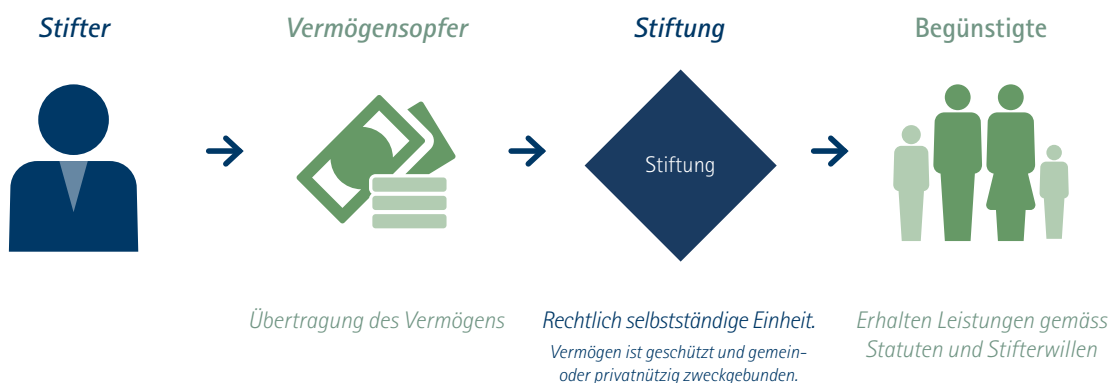 Stifter
Vermögensopfer
Stiftung
Begünstigte
Stiftung
Übertragung des Vermögens
Rechtlich selbstständige Einheit.
Vermögen ist geschützt und gemein-
oder privatnützig zweckgebunden.
Erhalten Leistungen gemäss
Statuten und Stifterwillen